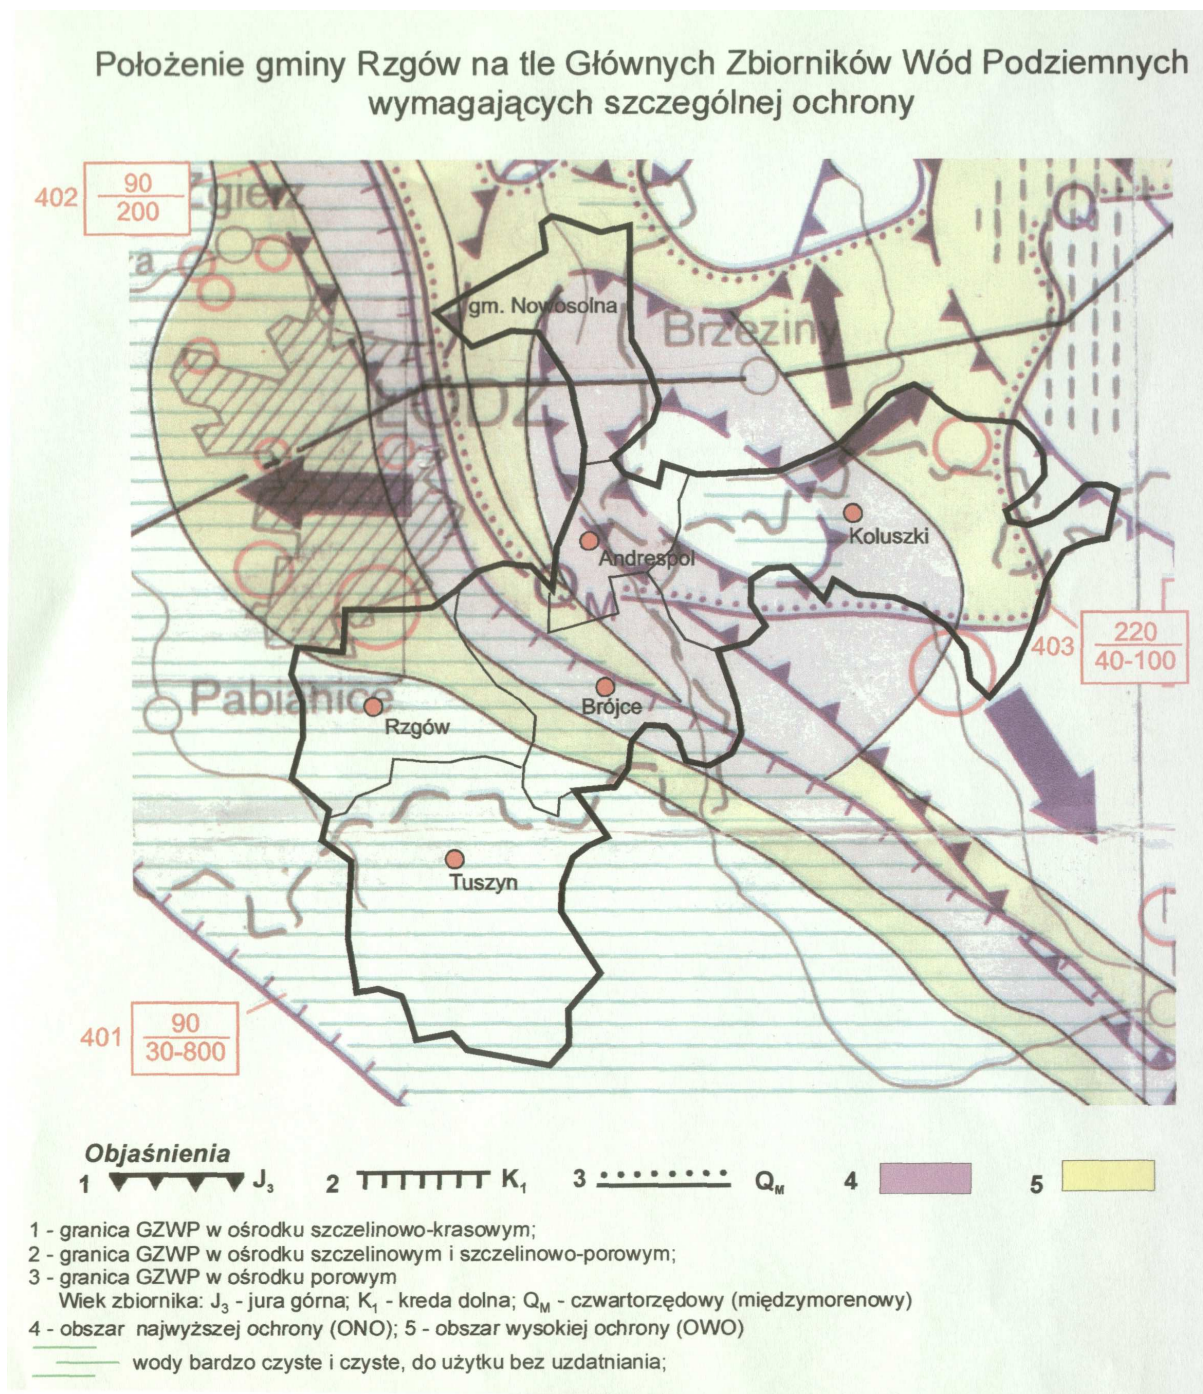 Położenie gminy Rzgów na tle Głównych Zbiorników Wód Podziemnych
wymagających szczególnej ochrony
402
90
200
Zgierz
Q
gm. Nowosolna
Brzeziny
ŁÓDŹ
Koluszki
Andrespol
Q M
403
220
40-100
Pabianice
Brójce
Rzgów
Tuszyn
401
90
30-800
Objaśnienia
1 J₃ 2 K₁ 3 Qₘ 4 5
1 - granica GZWP w ośrodku szczelinowo-krasowym;
2 - granica GZWP w ośrodku szczelinowym i szczelinowo-porowym;
3 - granica GZWP w ośrodku porowym
Wiek zbiornika: J₃ - jura górna; K₁ - kreda dolna; Qₘ - czwartorzędowy (międzymorenowy)
4 - obszar najwyższej ochrony (ONO); 5 - obszar wysokiej ochrony (OWO)
wody bardzo czyste i czyste, do użytku bez uzdatniania;